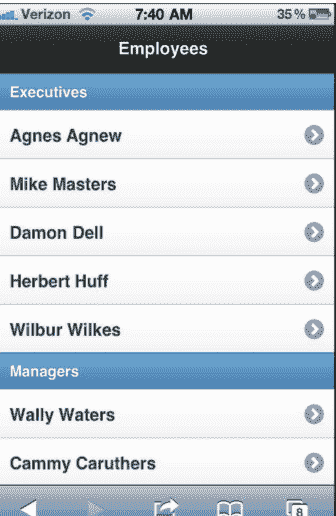 Verizon 7:40 AM 35%
Employees
Executives
Agnes Agnew
Mike Masters
Damon Dell
Herbert Huff
Wilbur Wilkes
Managers
Wally Waters
Cammy Caruthers
8